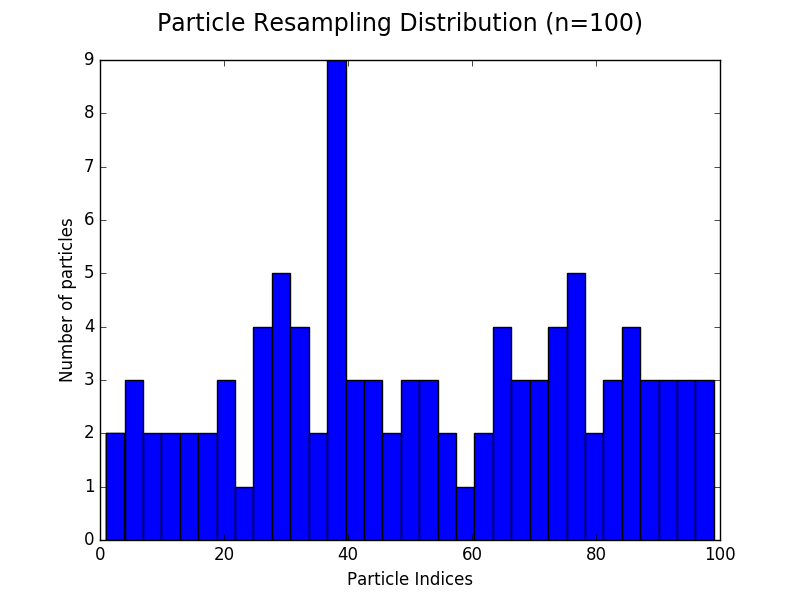 Particle Resampling Distribution (n=100)
9
8
7
6
5
4
3
2
1
0
Number of particles
0 20 40 60 80 100
Particle Indices